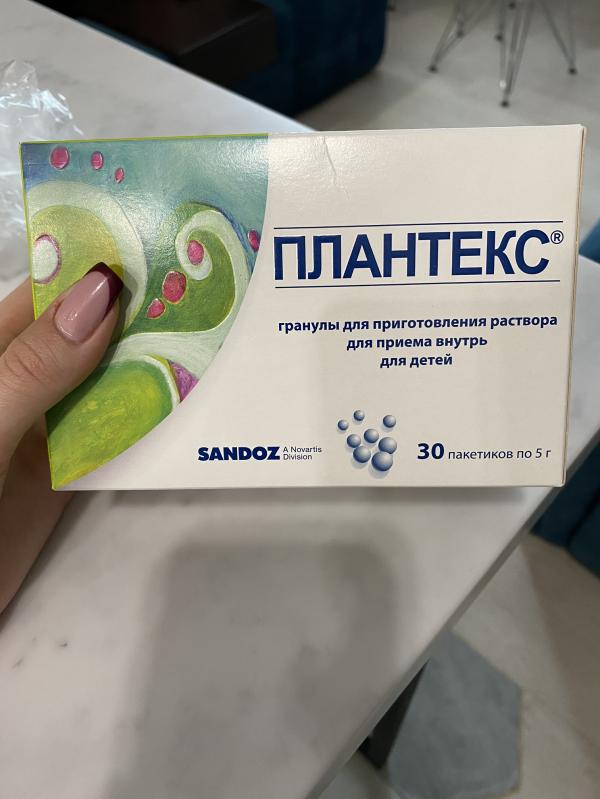 ПЛАНТЕКС®
гранулы для приготовления раствора
для приема внутрь
для детей
SANDOZ A Novartis
Division
30 пакетиков по 5 г